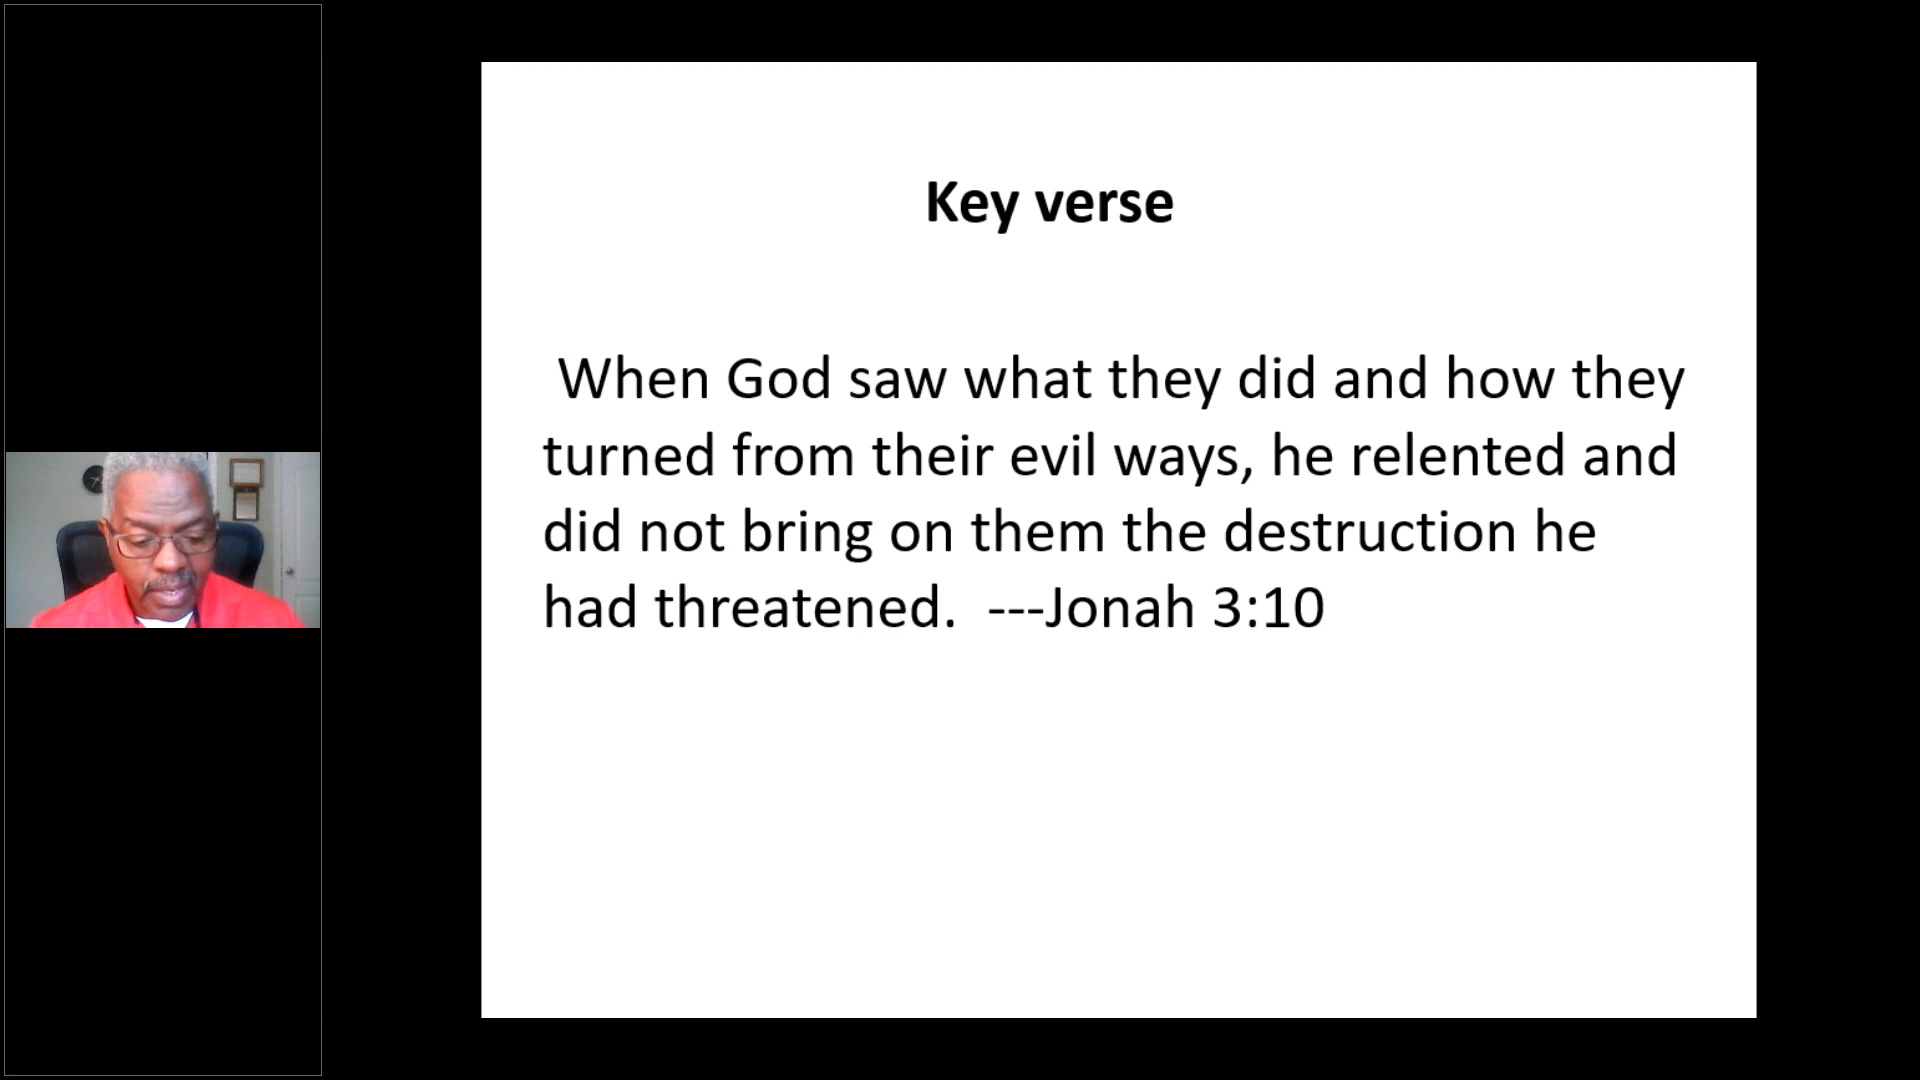 Key verse
When God saw what they did and how they
turned from their evil ways, he relented and
did not bring on them the destruction he
had threatened.  ---Jonah 3:10